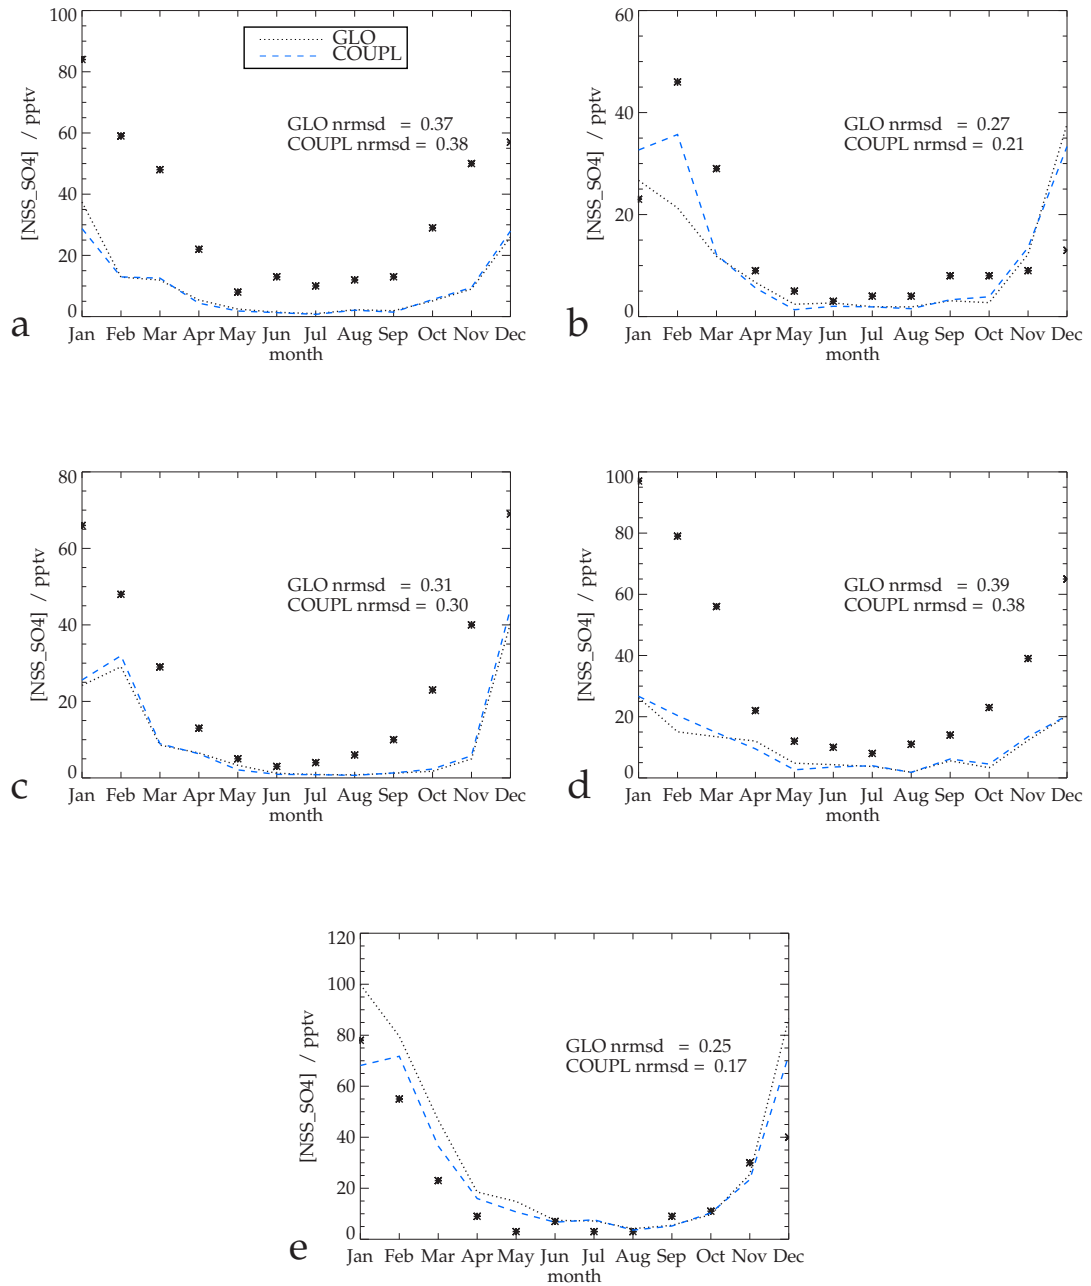 100
80
60
40
20
0
[NSS_SO4] / pptv
GLO
COUPL
GLO nrmsd = 0.37
COUPL nrmsd = 0.38
Jan Feb Mar Apr May Jun Jul Aug Sep Oct Nov Dec
month
a
60
40
20
0
[NSS_SO4] / pptv
GLO nrmsd = 0.27
COUPL nrmsd = 0.21
Jan Feb Mar Apr May Jun Jul Aug Sep Oct Nov Dec
month
b
80
60
40
20
0
[NSS_SO4] / pptv
GLO nrmsd = 0.31
COUPL nrmsd = 0.30
Jan Feb Mar Apr May Jun Jul Aug Sep Oct Nov Dec
month
c
100
80
60
40
20
0
[NSS_SO4] / pptv
GLO nrmsd = 0.39
COUPL nrmsd = 0.38
Jan Feb Mar Apr May Jun Jul Aug Sep Oct Nov Dec
month
d
120
100
80
60
40
20
0
[NSS_SO4] / pptv
GLO nrmsd = 0.25
COUPL nrmsd = 0.17
Jan Feb Mar Apr May Jun Jul Aug Sep Oct Nov Dec
month
e